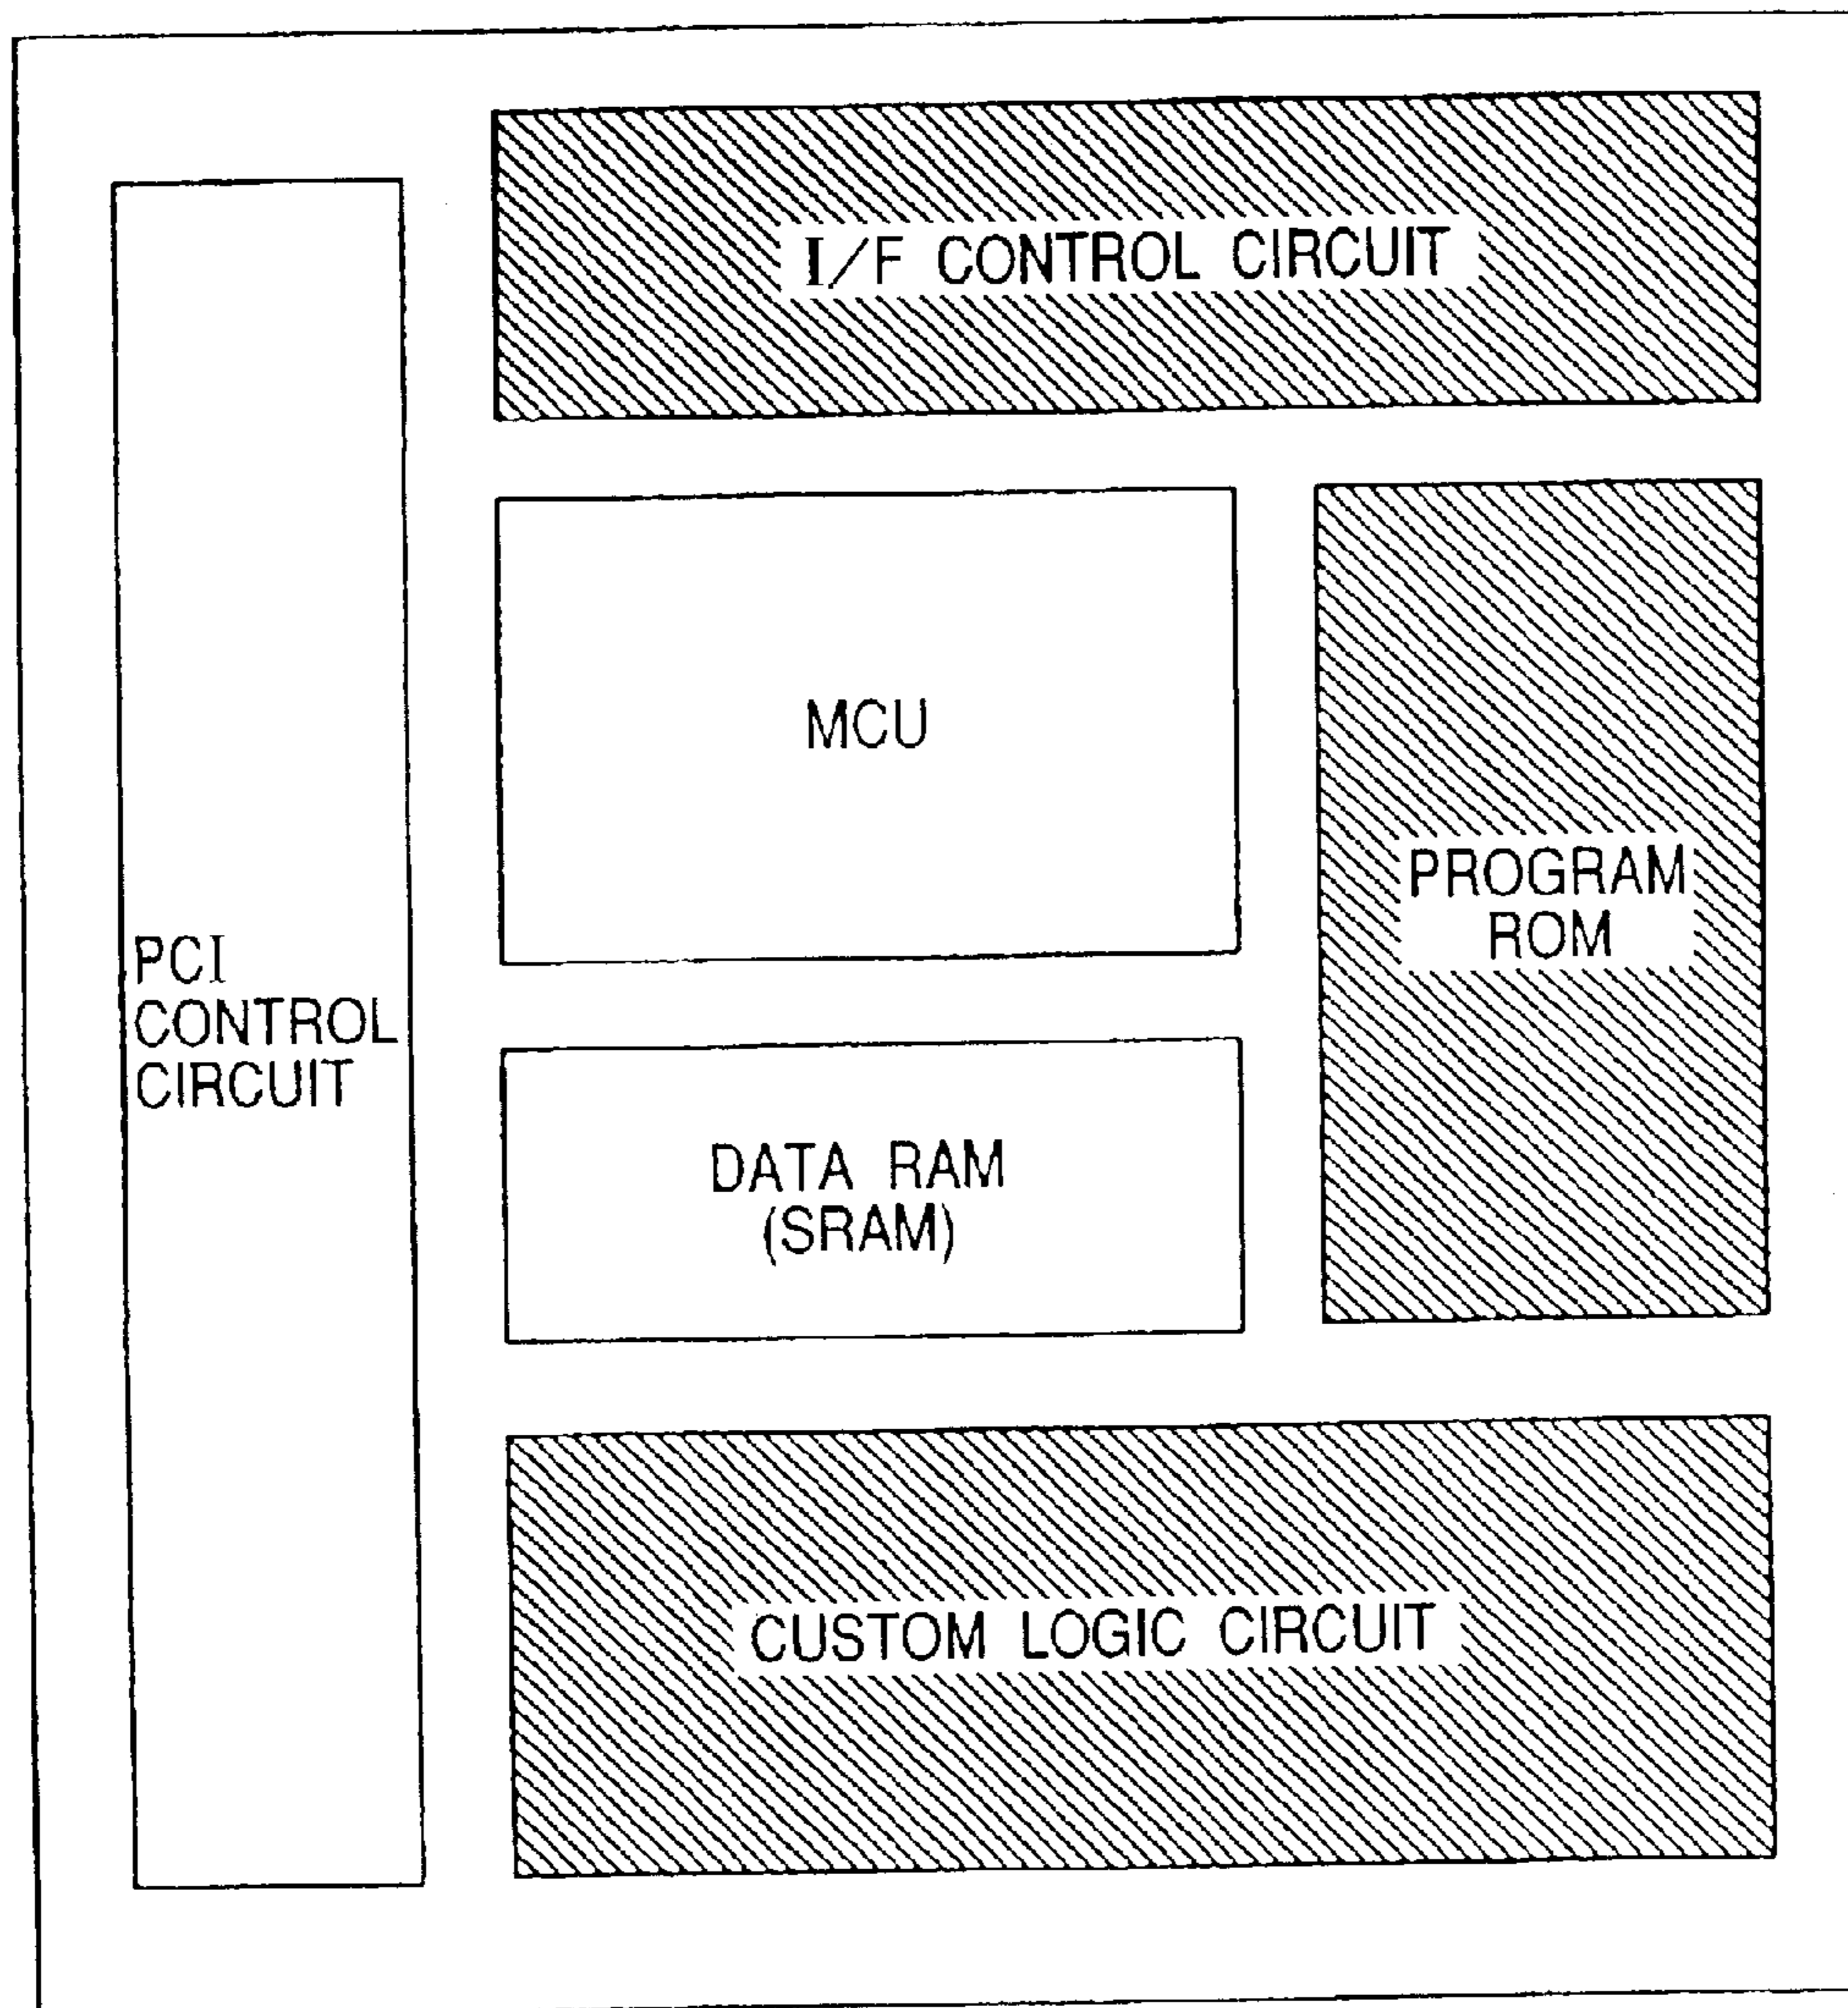 I/F CONTROL CIRCUIT
MCU
PROGRAM
ROM
PCI
CONTROL
CIRCUIT
DATA RAM
(SRAM)
CUSTOM LOGIC CIRCUIT